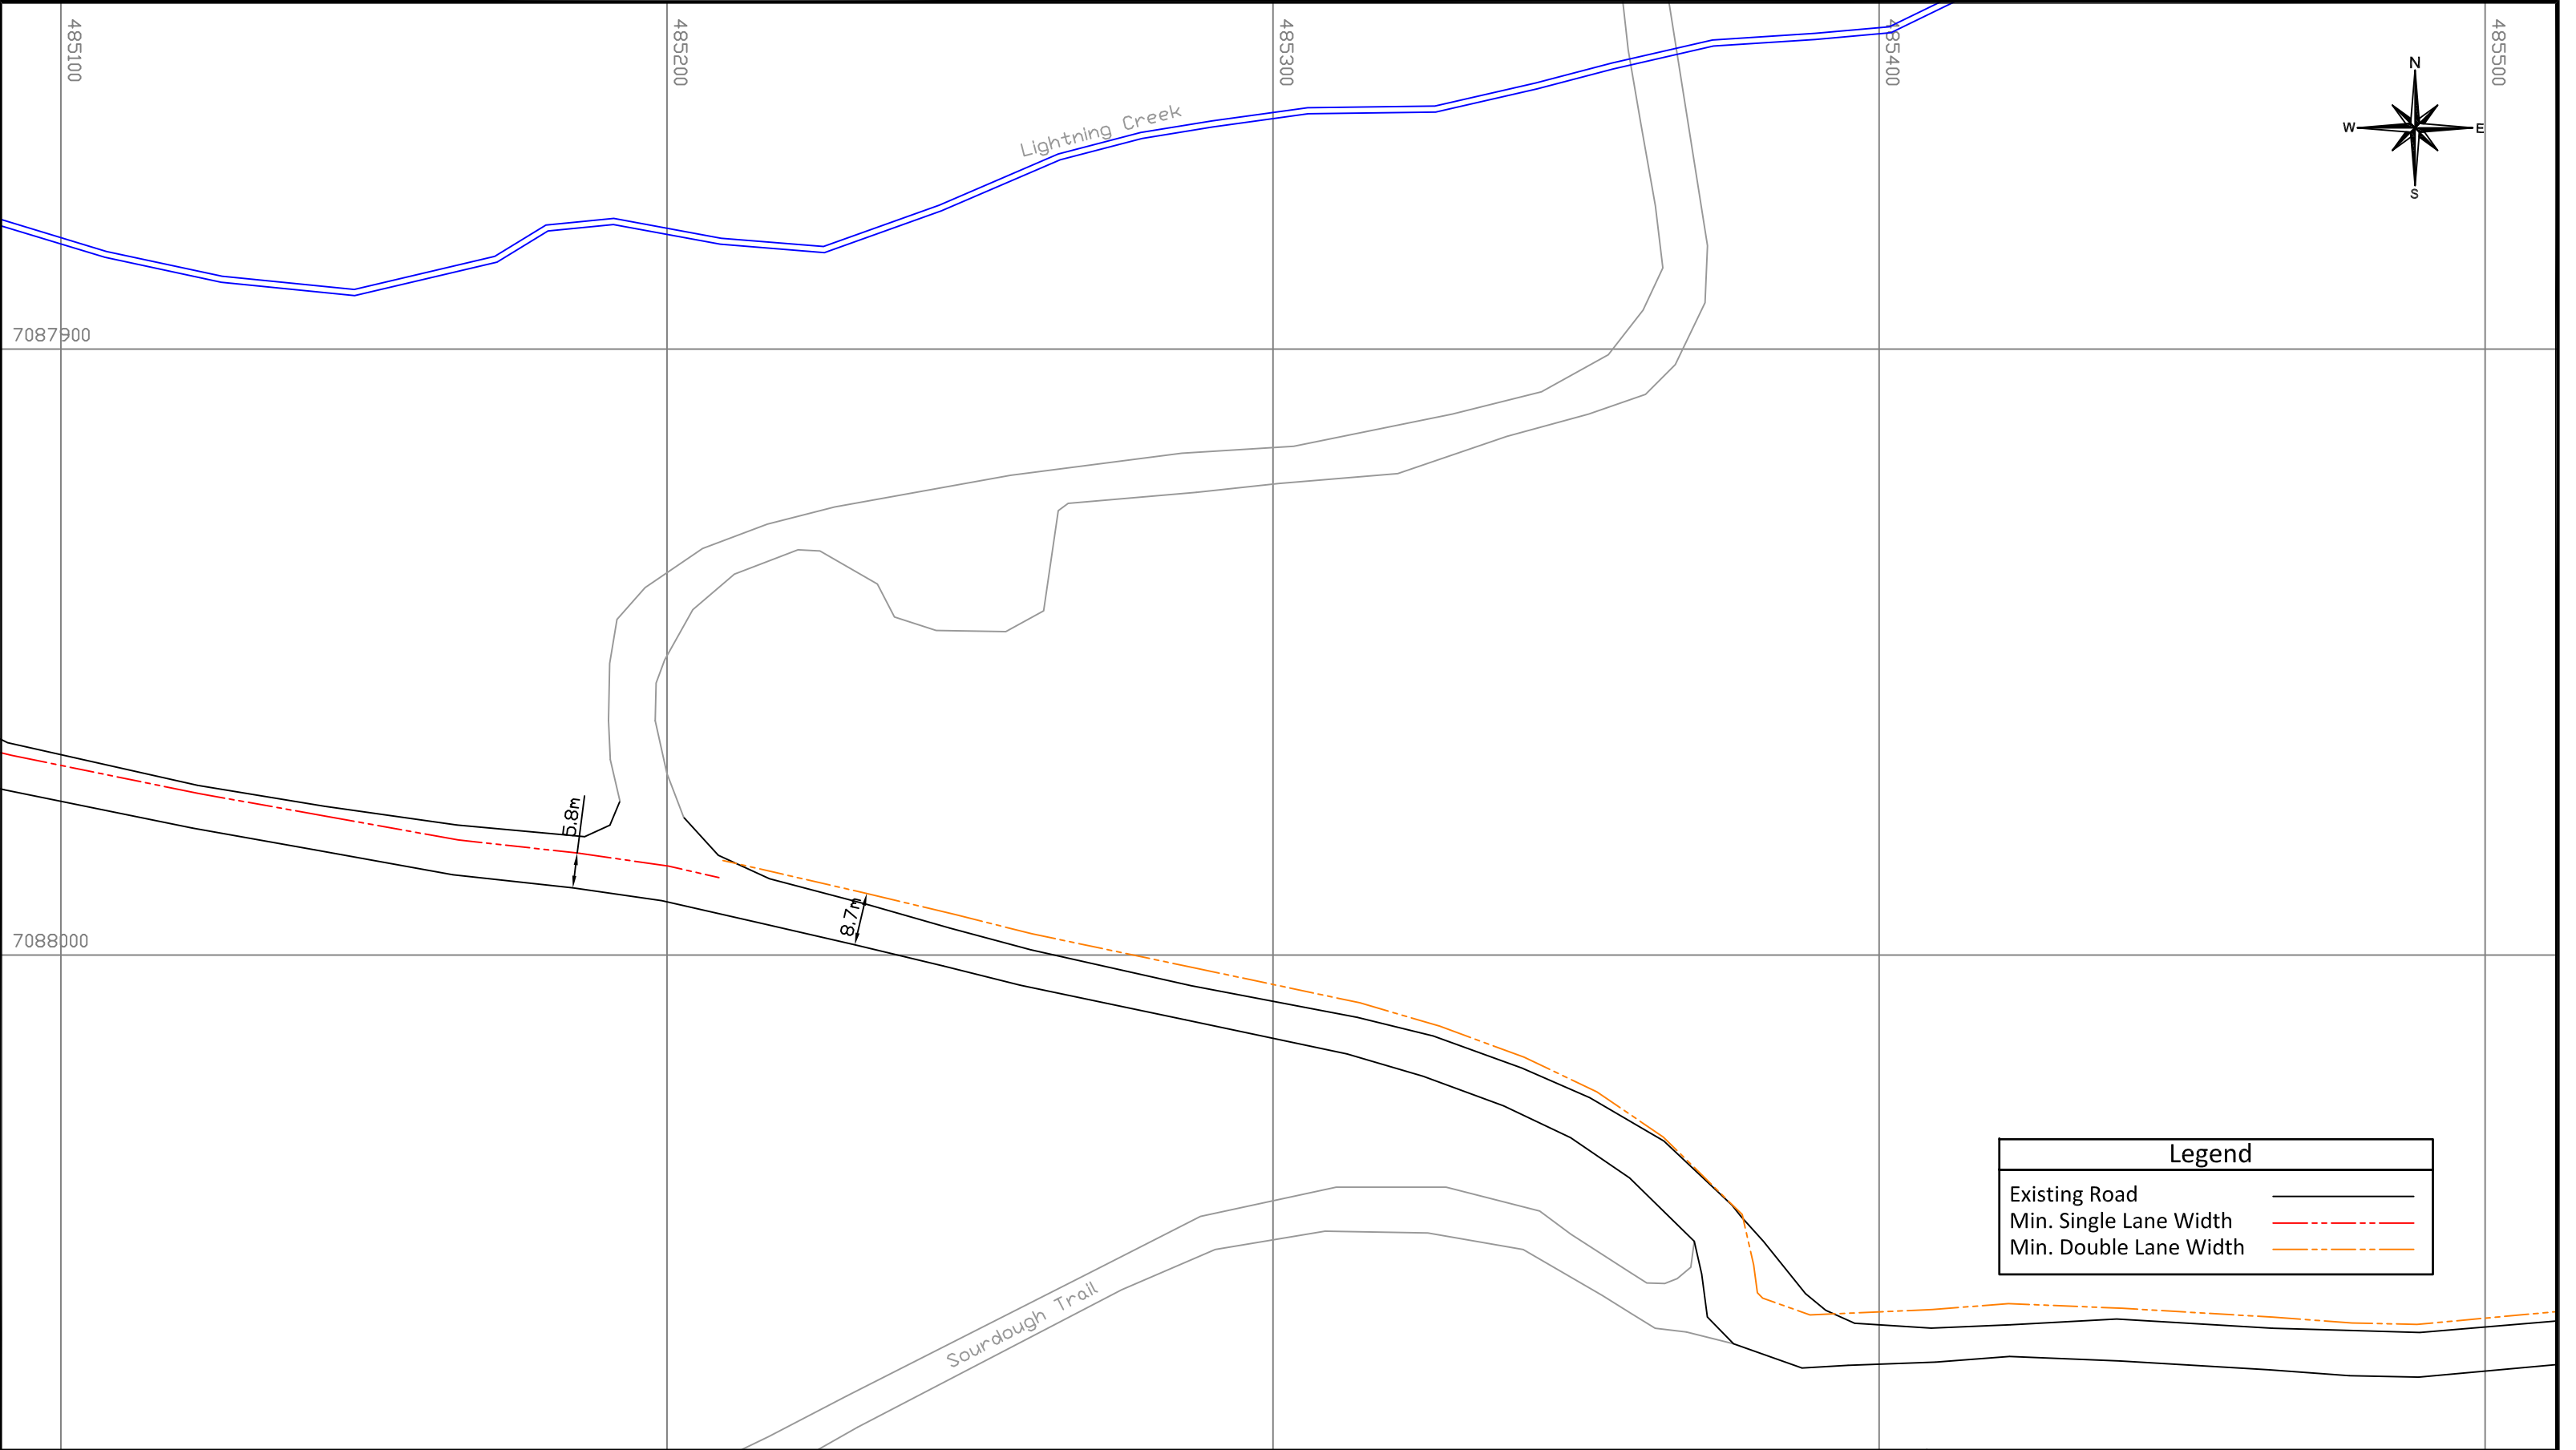 485100
485200
485300
485400
485500
N
W
E
S
Lightning Creek
7087900
5.8m
8.7m
7088000
Legend
Existing Road
Min. Single Lane Width
Min. Double Lane Width
Sourdough Trail